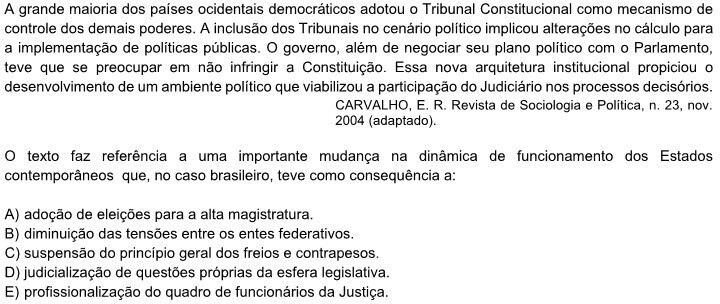 A grande maioria dos países ocidentais democráticos adotou o Tribunal Constitucional como mecanismo de
controle dos demais poderes. A inclusão dos Tribunais no cenário político implicou alterações no cálculo para
a implementação de políticas públicas. O governo, além de negociar seu plano político com o Parlamento,
teve que se preocupar em não infringir a Constituição. Essa nova arquitetura institucional propiciou o
desenvolvimento de um ambiente político que viabilizou a participação do Judiciário nos processos decisórios.
CARVALHO, E. R. Revista de Sociologia e Política, n. 23, nov.
2004 (adaptado).
O texto faz referência a uma importante mudança na dinâmica de funcionamento dos Estados
contemporâneos que, no caso brasileiro, teve como consequência a:
A) adoção de eleições para a alta magistratura.
B) diminuição das tensões entre os entes federativos.
C) suspensão do princípio geral dos freios e contrapesos.
D) judicialização de questões próprias da esfera legislativa.
E) profissionalização do quadro de funcionários da Justiça.